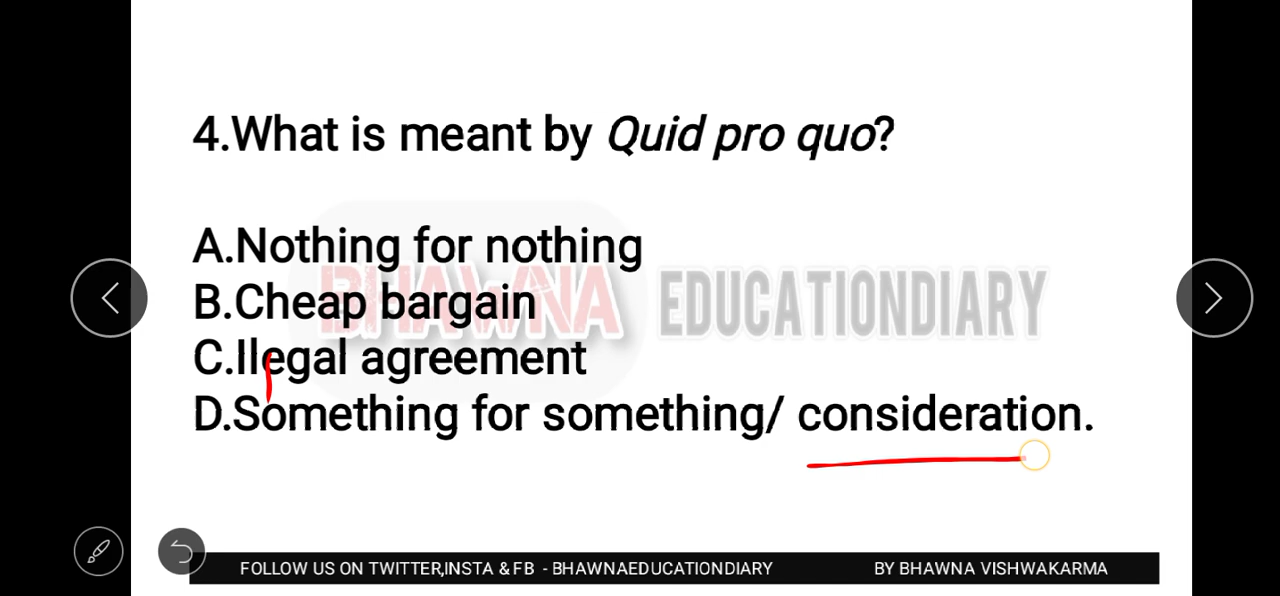 4.What is meant by Quid pro quo?
A.Nothing for nothing
B.Cheap bargain
C.Ilegal agreement
D.Something for something/ consideration.
BHAWNA EDUCATIONDIARY
FOLLOW US ON TWITTER,INSTA & FB - BHAWNAEDUCATIONDIARY BY BHAWNA VISHWAKARMA